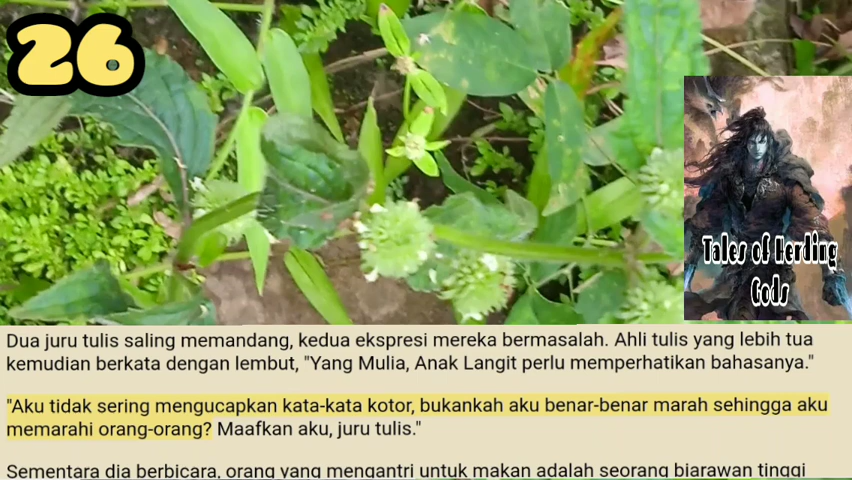 26
Tales of Herding
Gods
Dua juru tulis saling memandang, kedua ekspresi mereka bermasalah. Ahli tulis yang lebih tua
kemudian berkata dengan lembut, "Yang Mulia, Anak Langit perlu memperhatikan bahasanya."
"Aku tidak sering mengucapkan kata-kata kotor, bukankah aku benar-benar marah sehingga aku
memarahi orang-orang? Maafkan aku, juru tulis."
Sementara dia berbicara, orang yang mengantri untuk makan adalah seorang biarawan tinggi